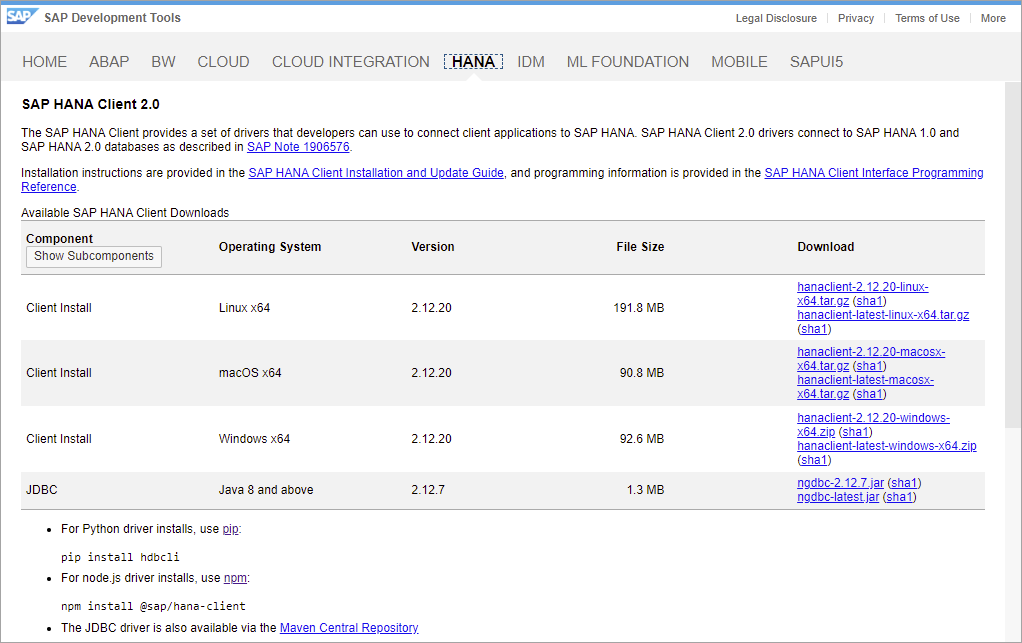 SAP SAP Development Tools Legal Disclosure Privacy Terms of Use More
HOME ABAP BW CLOUD CLOUD INTEGRATION HANA IDM ML FOUNDATION MOBILE SAPUI5
SAP HANA Client 2.0
The SAP HANA Client provides a set of drivers that developers can use to connect client applications to SAP HANA. SAP HANA Client 2.0 drivers connect to SAP HANA 1.0 and
SAP HANA 2.0 databases as described in SAP Note 1906576.
Installation instructions are provided in the SAP HANA Client Installation and Update Guide, and programming information is provided in the SAP HANA Client Interface Programming
Reference.
Available SAP HANA Client Downloads
Component
Show Subcomponents
Operating System Version File Size Download
Client Install Linux x64 2.12.20 191.8 MB
hanaclient-2.12.20-linux-
x64.tar.gz (sha1)
hanaclient-latest-linux-x64.tar.gz
(sha1)
Client Install macOS x64 2.12.20 90.8 MB
hanaclient-2.12.20-macosx-
x64.tar.gz (sha1)
hanaclient-latest-macosx-
x64.tar.gz (sha1)
Client Install Windows x64 2.12.20 92.6 MB
hanaclient-2.12.20-windows-
x64.zip (sha1)
hanaclient-latest-windows-x64.zip
(sha1)
JDBC Java 8 and above 2.12.7 1.3 MB
ngdbc-2.12.7.jar (sha1)
ngdbc-latest.jar (sha1)
• For Python driver installs, use pip:
pip install hdbcli
• For node.js driver installs, use npm:
npm install @sap/hana-client
• The JDBC driver is also available via the Maven Central Repository